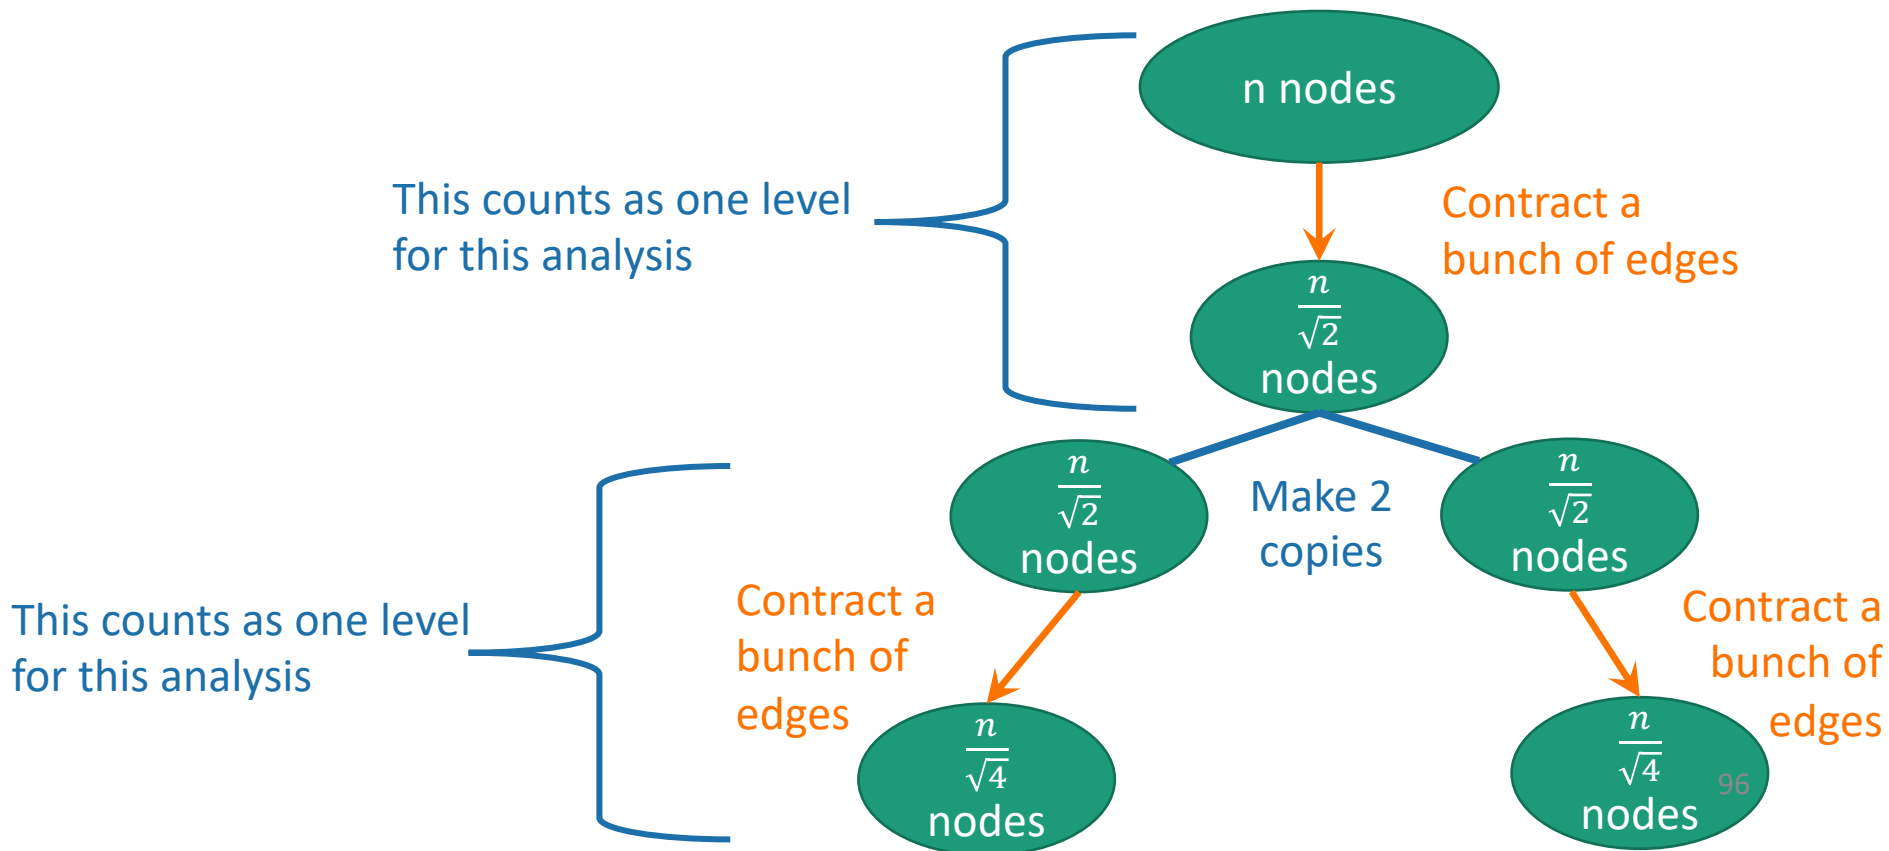 n nodes
This counts as one level
for this analysis
Contract a
bunch of edges
n
√2
nodes
n
√2
nodes
Make 2
copies
n
√2
nodes
This counts as one level
for this analysis
Contract a
bunch of
edges
Contract a
bunch of
edges
n
√4
nodes
n
√4
nodes
96